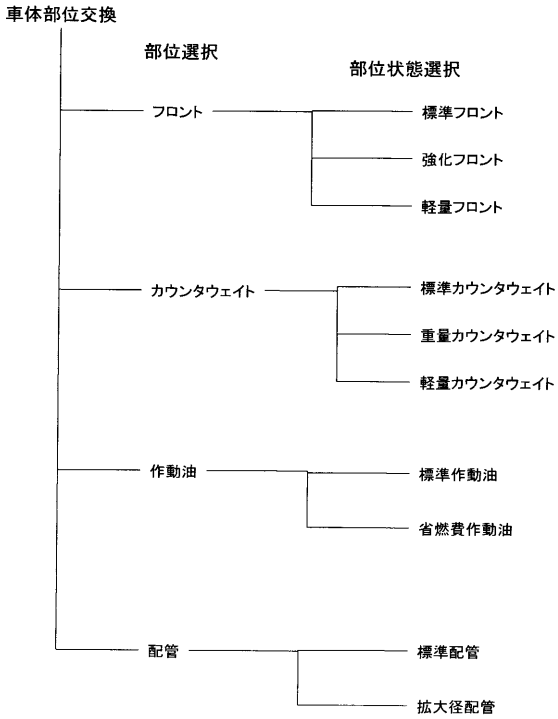 車体部位交換
部位選択
部位状態選択
フロント
標準フロント
強化フロント
軽量フロント
カウンタウェイト
標準カウンタウェイト
重量カウンタウェイト
軽量カウンタウェイト
作動油
標準作動油
省燃費作動油
配管
標準配管
拡大径配管